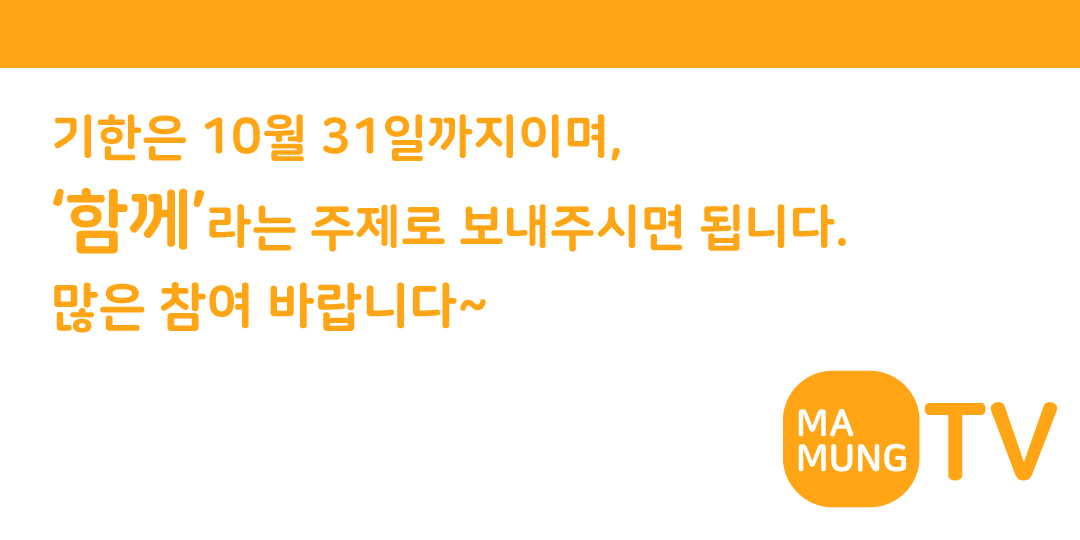 기한은 10월 31일까지이며,
‘함께’라는 주제로 보내주시면 됩니다.
많은 참여 바랍니다~
MA
MUNG
TV